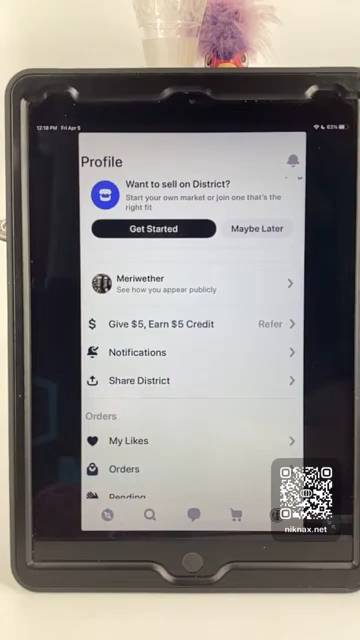 12:18 PM Fri Apr 5
63%
Profile
Want to sell on District?
Start your own market or join one that's the
right fit
Get Started
Maybe Later
Meriwether
See how you appear publicly
$ Give $5, Earn $5 Credit
Refer
Notifications
Share District
Orders
My Likes
Orders
Pending
niknax.net